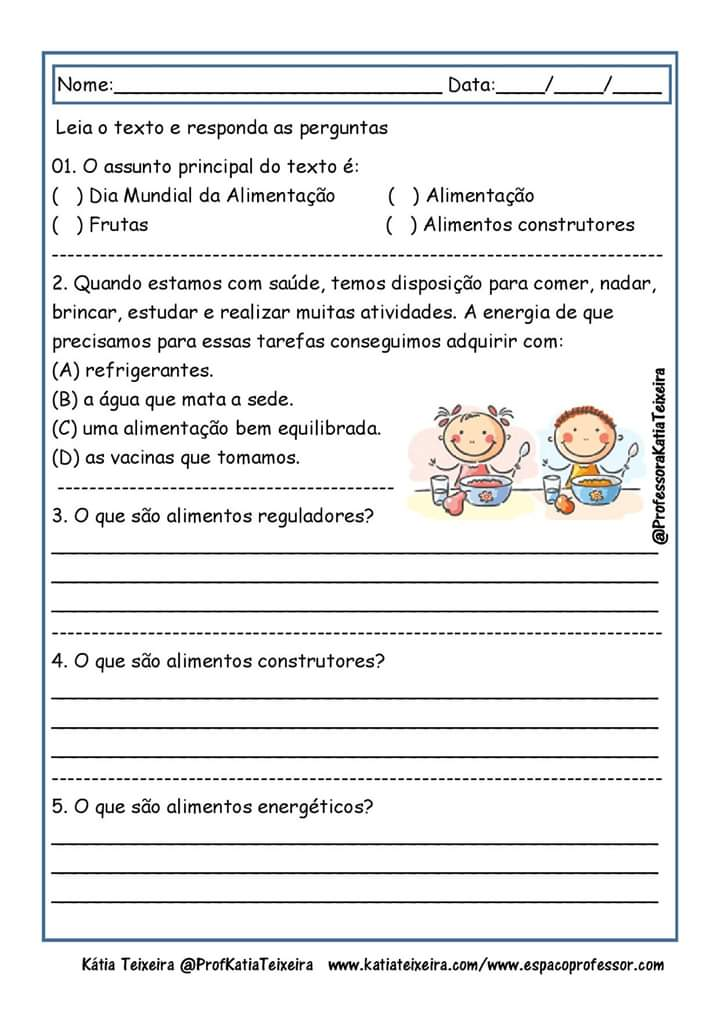 Nome:______________________________ Data:____/____/____
Leia o texto e responda as perguntas
01. O assunto principal do texto é:
(   ) Dia Mundial da Alimentação          (   ) Alimentação
(   ) Frutas          (   ) Alimentos construtores
2. Quando estamos com saúde, temos disposição para comer, nadar,
brincar, estudar e realizar muitas atividades. A energia de que
precisamos para essas tarefas conseguimos adquirir com:
(A) refrigerantes.
(B) a água que mata a sede.
(C) uma alimentação bem equilibrada.
(D) as vacinas que tomamos.
@ProfessoraKatiaTeixeira
3. O que são alimentos reguladores?
4. O que são alimentos construtores?
5. O que são alimentos energéticos?
Kátia Teixeira @ProfKatiaTeixeira   www.katiateixeira.com/www.espacoprofessor.com